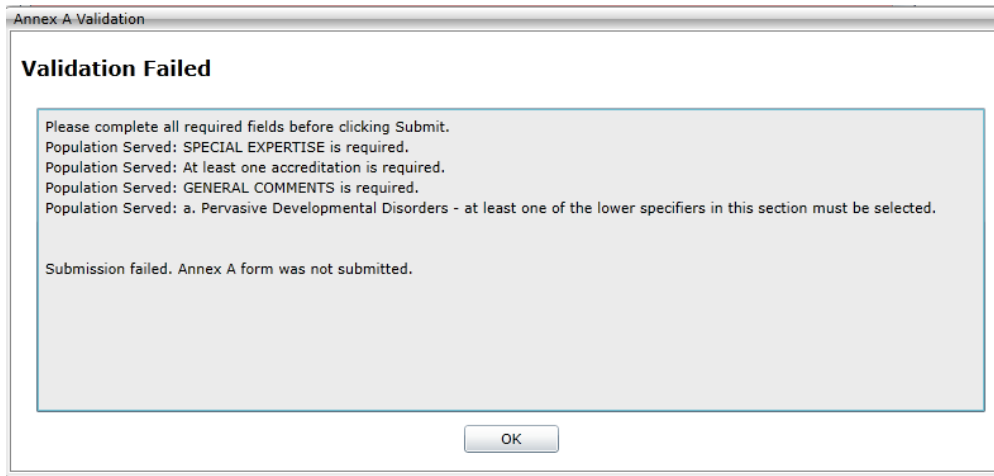 Annex A Validation
Validation Failed
Please complete all required fields before clicking Submit.
Population Served: SPECIAL EXPERTISE is required.
Population Served: At least one accreditation is required.
Population Served: GENERAL COMMENTS is required.
Population Served: a. Pervasive Developmental Disorders - at least one of the lower specifiers in this section must be selected.
Submission failed. Annex A form was not submitted.
OK